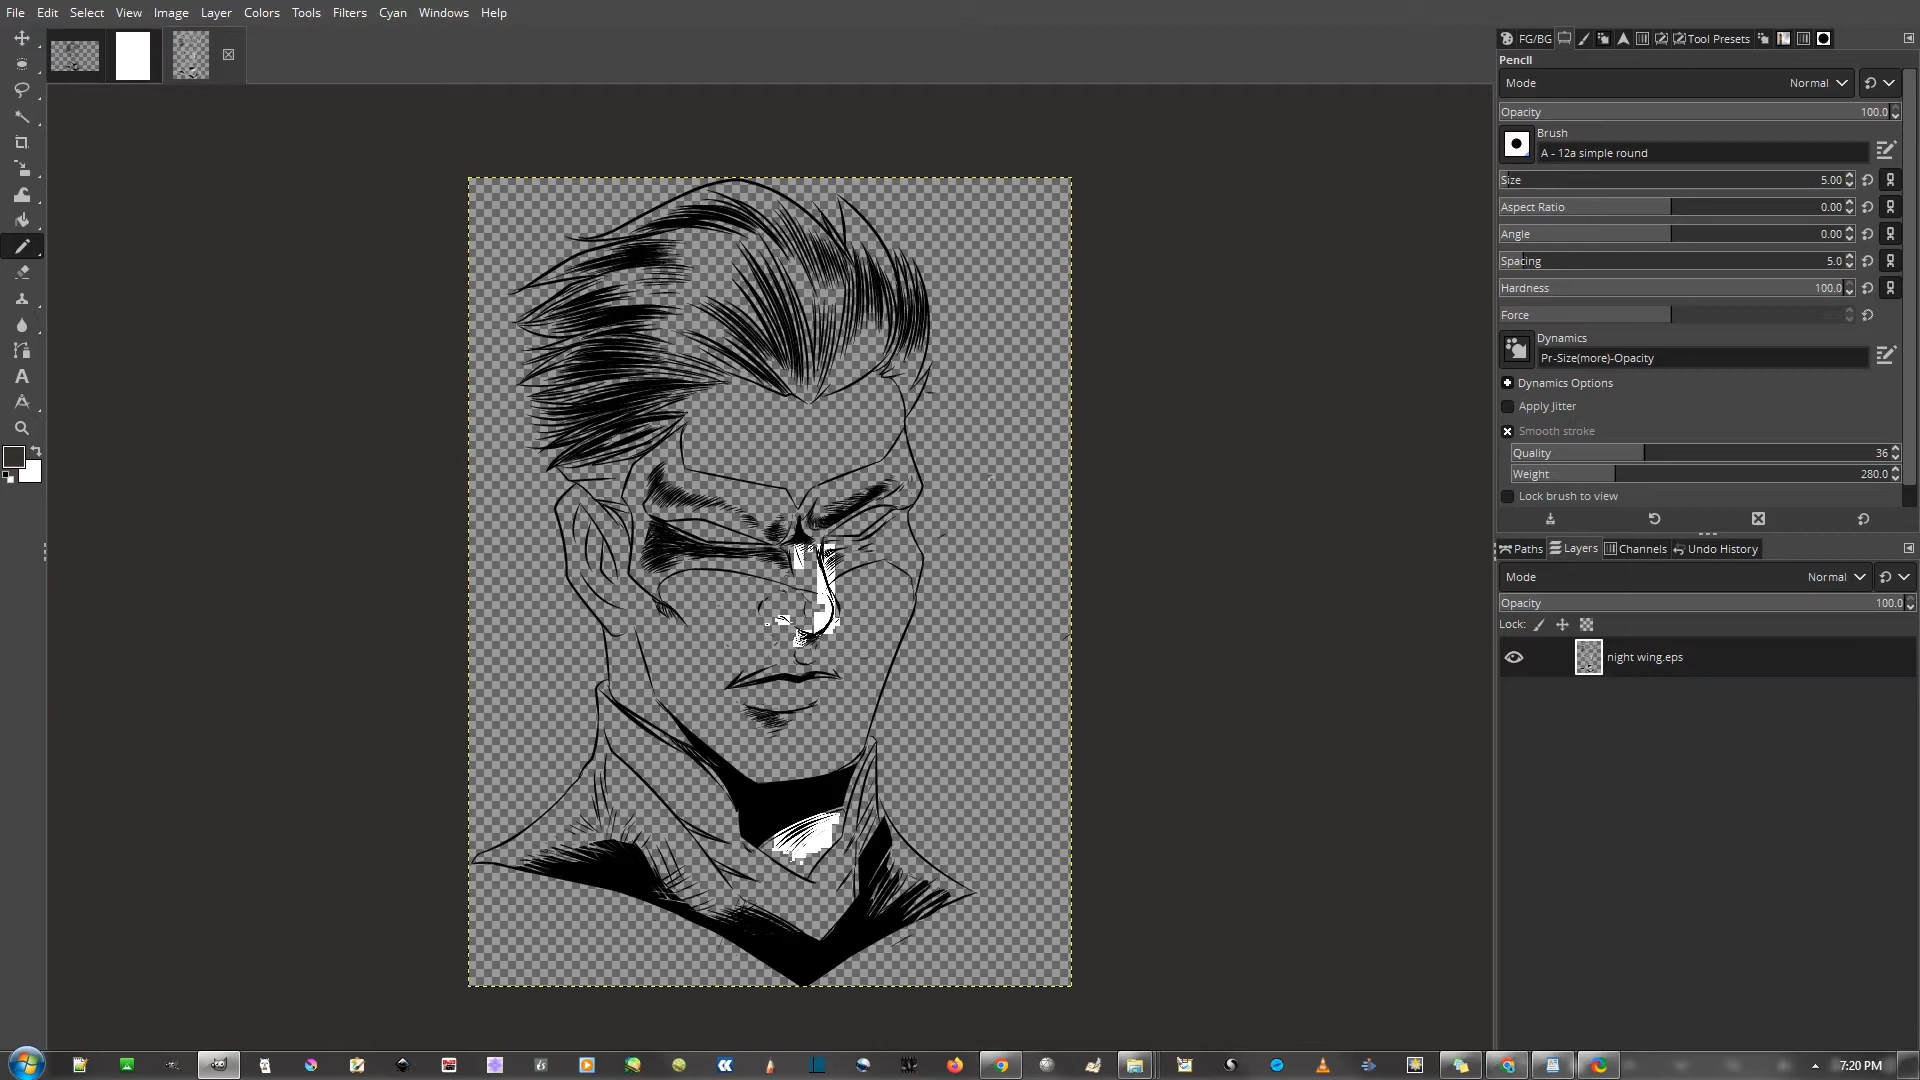 File Edit Select View Image Layer Colors Tools Filters Cyan Windows Help
FG/BG Tool Presets
Pencil
Mode Normal
Opacity 100.0
Brush
A - 12a simple round
Size 5.00
Aspect Ratio 0.00
Angle 0.00
Spacing 5.0
Hardness 100.0
Force
Dynamics
Pr-Size(more)-Opacity
Dynamics Options
Apply Jitter
Smooth stroke
Quality 36
Weight 280.0
Lock brush to view
Paths Layers Channels Undo History
Mode Normal
Opacity 100.0
Lock:
night wing.eps
7:20 PM